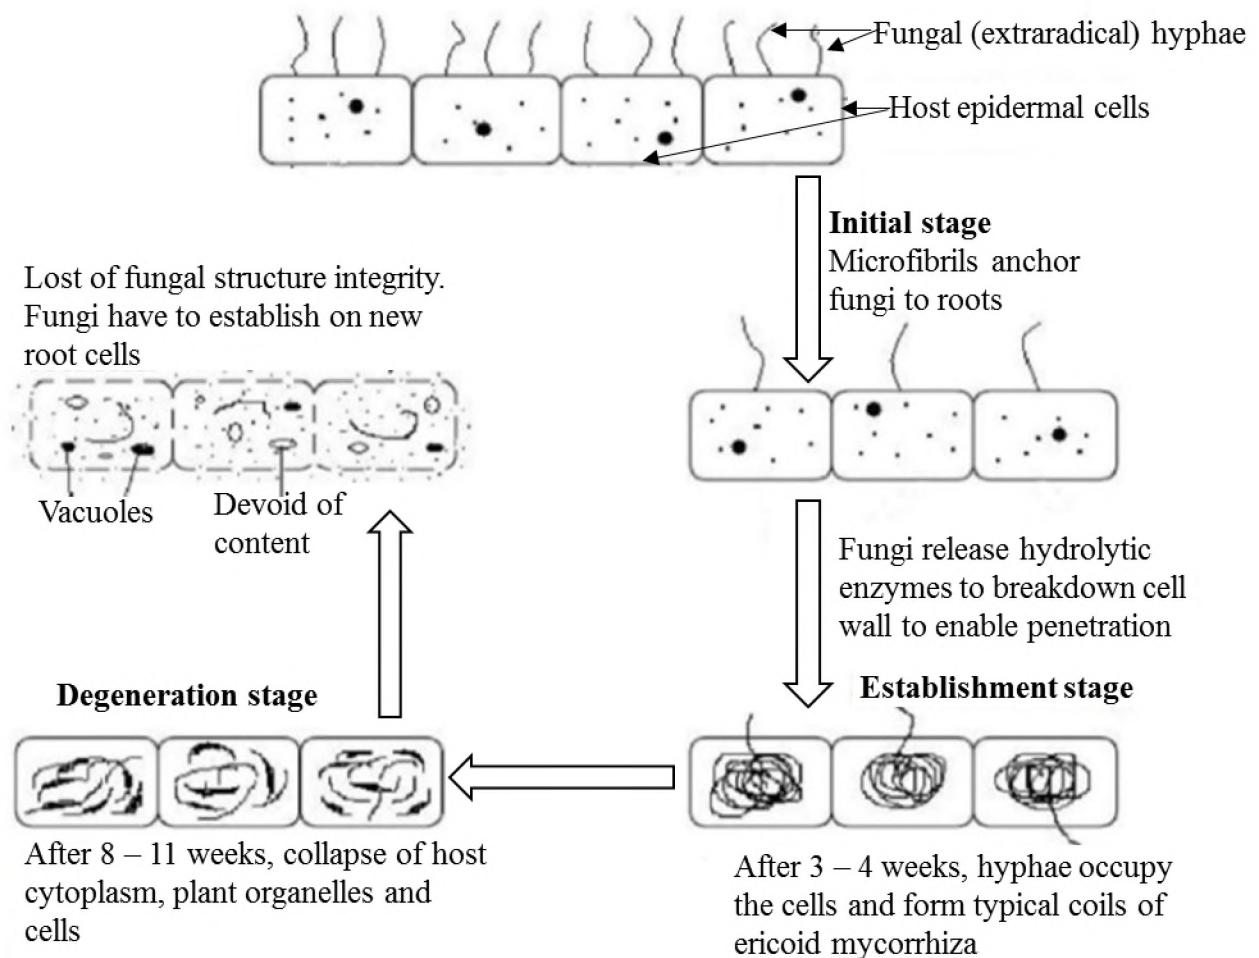 Fungal (extraradical) hyphae
Host epidermal cells
Initial stage
Microfibrils anchor
fungi to roots
Lost of fungal structure integrity.
Fungi have to establish on new
root cells
Vacuoles
Devoid of
content
Fungi release hydrolytic
enzymes to breakdown cell
wall to enable penetration
Degeneration stage
Establishment stage
After 8 – 11 weeks, collapse of host
cytoplasm, plant organelles and
cells
After 3 – 4 weeks, hyphae occupy
the cells and form typical coils of
ericoid mycorrhiza